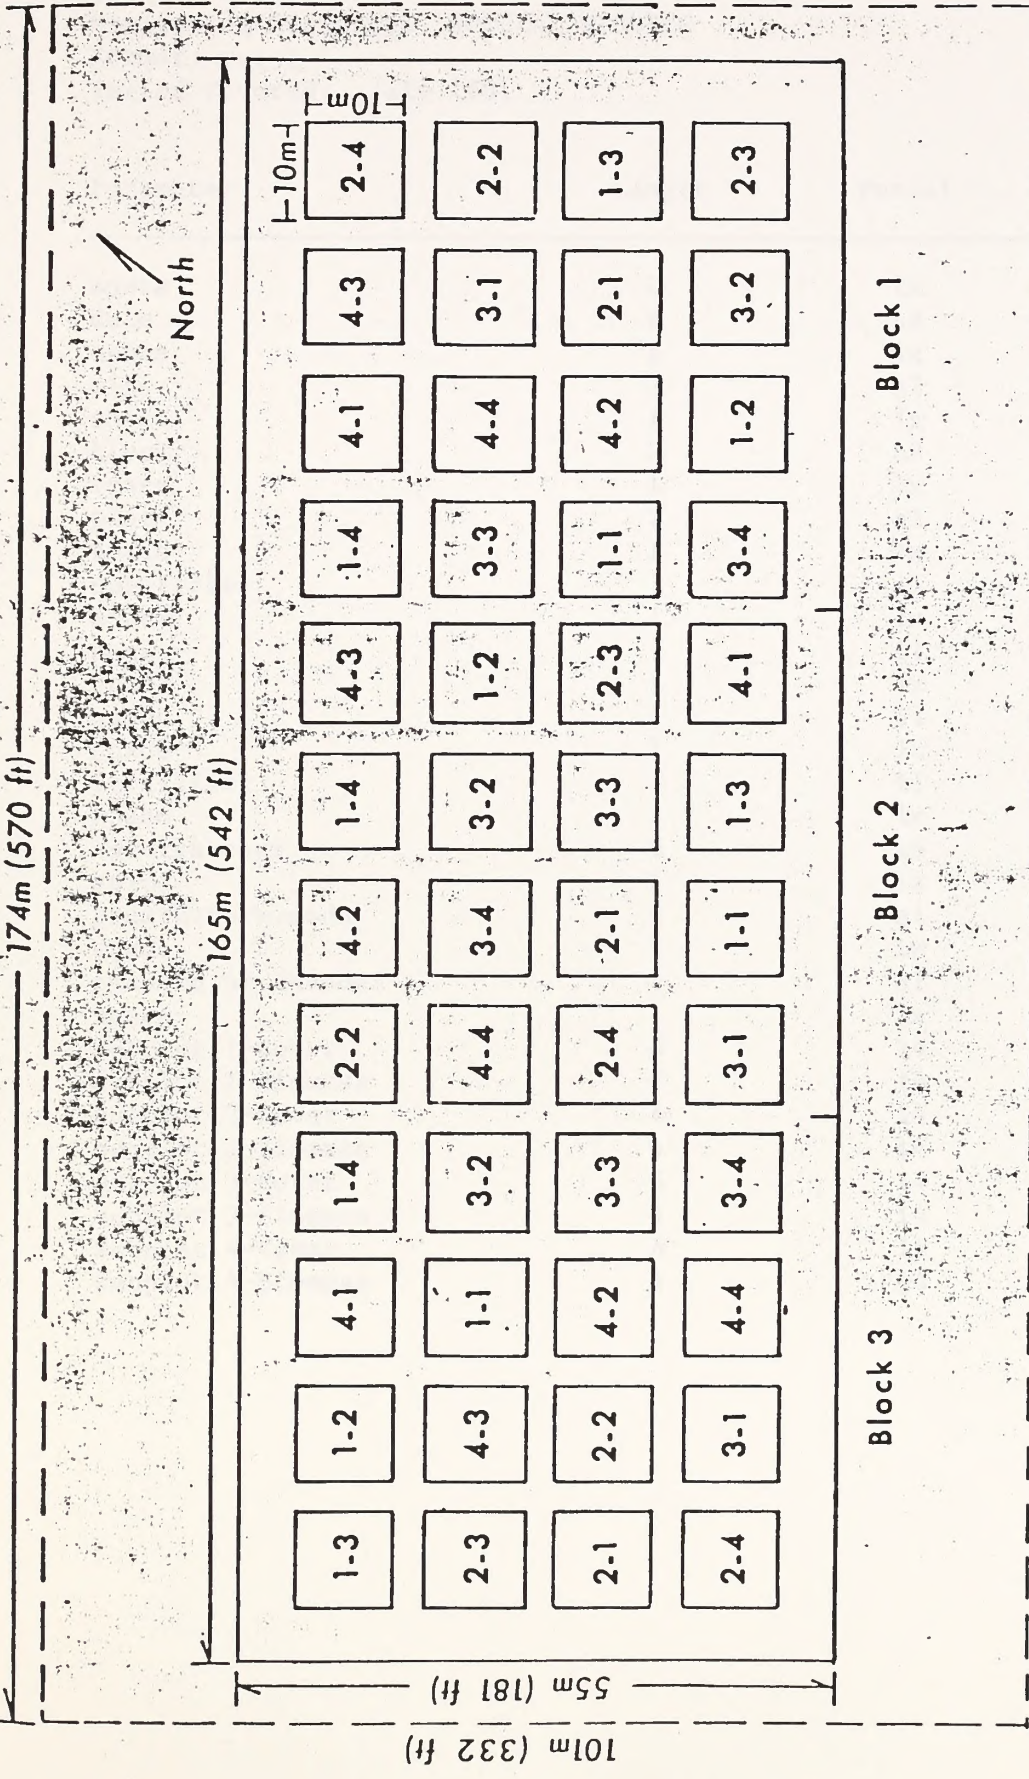 174m (570 ft)
North
165m (542 ft)
10m
10m
1-3 1-2 4-1 1-4 2-2 4-2 1-4 4-3 1-4 4-1 4-3 2-4
2-3 4-3 1-1 3-2 4-4 3-4 3-2 1-2 3-3 4-4 3-1 2-2
2-1 2-2 4-2 3-3 2-4 2-1 3-3 2-3 1-1 4-2 2-1 1-3
2-4 3-1 4-4 3-4 3-1 1-1 1-3 4-1 3-4 1-2 3-2 2-3
101m (332 ft)
55m (181 ft)
Block 3 Block 2 Block 1